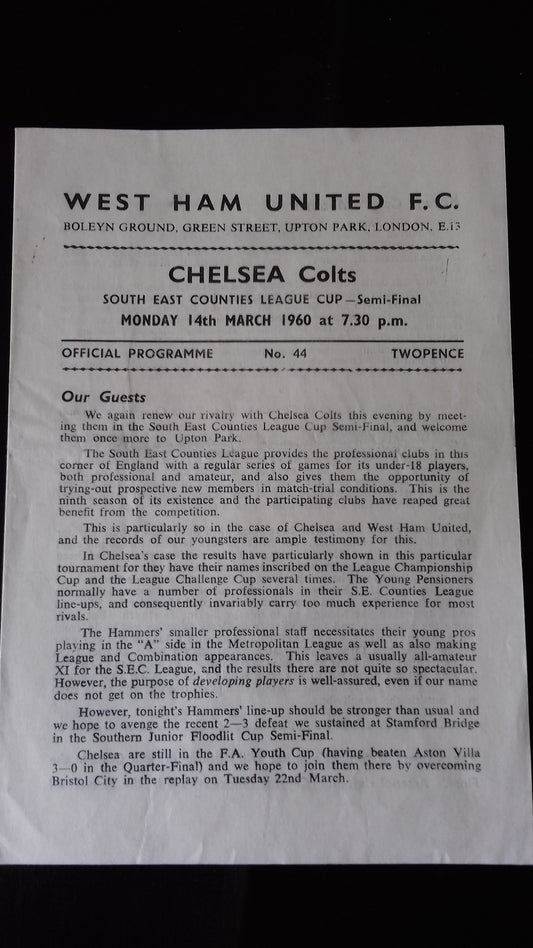 WEST HAM UNITED F.C.
BOLEYN GROUND, GREEN STREET, UPTON PARK, LONDON. E.13
CHELSEA Colts
SOUTH EAST COUNTIES LEAGUE CUP—Semi-Final
MONDAY 14th MARCH 1960 at 7.30 p.m.
OFFICIAL PROGRAMME No. 44 TWOPENCE
Our Guests
We again renew our rivalry with Chelsea Colts this evening by meet-
ing them in the South East Counties League Cup Semi-Final, and welcome
them once more to Upton Park.
The South East Counties League provides the professional clubs in this
corner of England with a regular series of games for its under-18 players,
both professional and amateur, and also gives them the opportunity of
trying-out prospective new members in match-trial conditions. This is the
ninth season of its existence and the participating clubs have reaped great
benefit from the competition.
This is particularly so in the case of Chelsea and West Ham United,
and the records of our youngsters are ample testimony for this.
In Chelsea's case the results have particularly shown in this particular
tournament for they have their names inscribed on the League Championship
Cup and the League Challenge Cup several times. The Young Pensioners
normally have a number of professionals in their S.E. Counties League
line-ups, and consequently invariably carry too much experience for most
rivals.
The Hammers' smaller professional staff necessitates their young pros
playing in the "A" side in the Metropolitan League as well as also making
League and Combination appearances. This leaves a usually all-amateur
XI for the S.E.C. League, and the results there are not quite so spectacular.
However, the purpose of developing players is well-assured, even if our name
does not get on the trophies.
However, tonight's Hammers' line-up should be stronger than usual and
we hope to avenge the recent 2—3 defeat we sustained at Stamford Bridge
in the Southern Junior Floodlit Cup Semi-Final.
Chelsea are still in the F.A. Youth Cup (having beaten Aston Villa
3—0 in the Quarter-Final) and we hope to join them there by overcoming
Bristol City in the replay on Tuesday 22nd March.